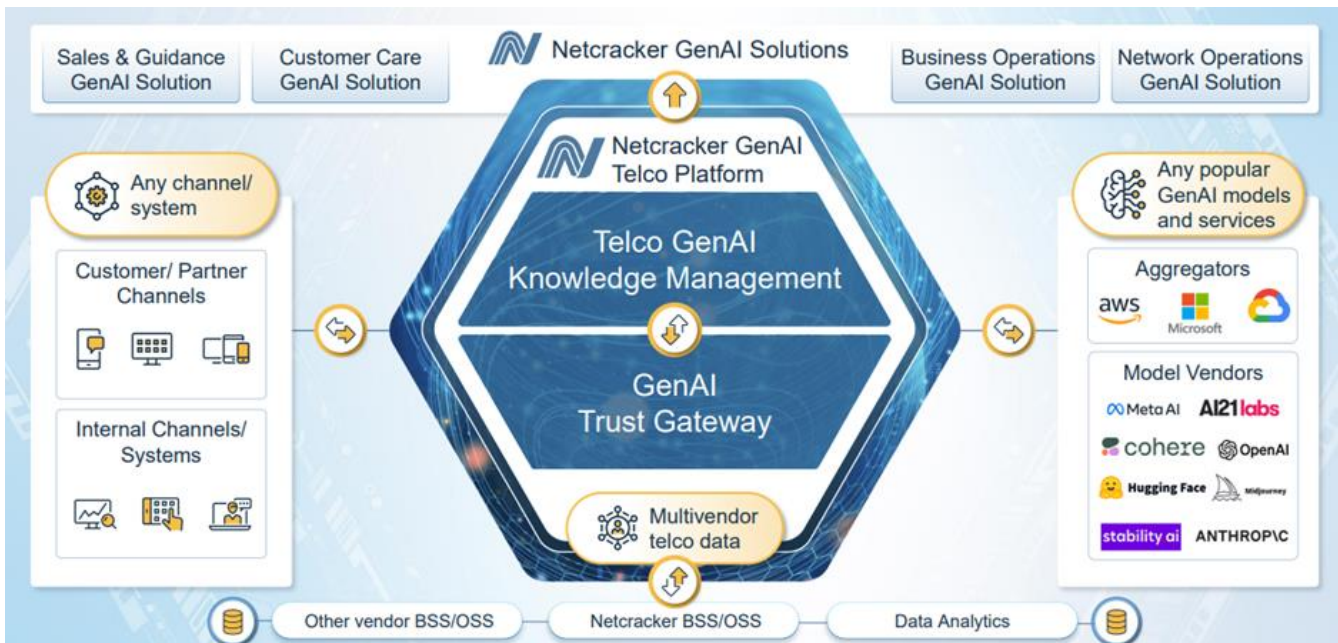 Netcracker GenAI Solutions
Sales & Guidance
GenAI Solution
Customer Care
GenAI Solution
Business Operations
GenAI Solution
Network Operations
GenAI Solution
Any channel/
system
Customer/ Partner
Channels
Internal Channels/
Systems
Netcracker GenAI
Telco Platform
Telco GenAI
Knowledge Management
GenAI
Trust Gateway
Multivendor
telco data
Any popular
GenAI models
and services
Aggregators
aws
Microsoft
Model Vendors
Meta AI
AI21labs
cohere
OpenAI
Hugging Face
Midjourney
stability ai
ANTHROP\C
Other vendor BSS/OSS
Netcracker BSS/OSS
Data Analytics